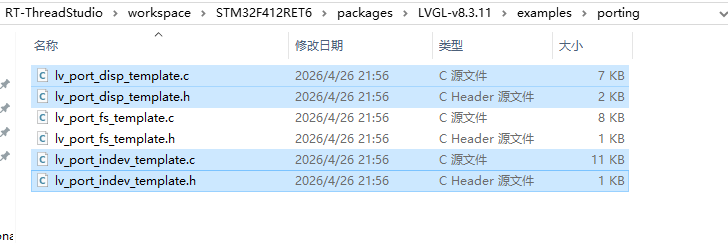 RT-ThreadStudio > workspace > STM32F412RET6 > packages > LVGL-v8.3.11 > examples > porting
名称 修改日期 类型 大小
lv_port_disp_template.c 2026/4/26 21:56 C 源文件 7 KB
lv_port_disp_template.h 2026/4/26 21:56 C Header 源文件 2 KB
lv_port_fs_template.c 2026/4/26 21:56 C 源文件 8 KB
lv_port_fs_template.h 2026/4/26 21:56 C Header 源文件 1 KB
lv_port_indev_template.c 2026/4/26 21:56 C 源文件 11 KB
lv_port_indev_template.h 2026/4/26 21:56 C Header 源文件 1 KB